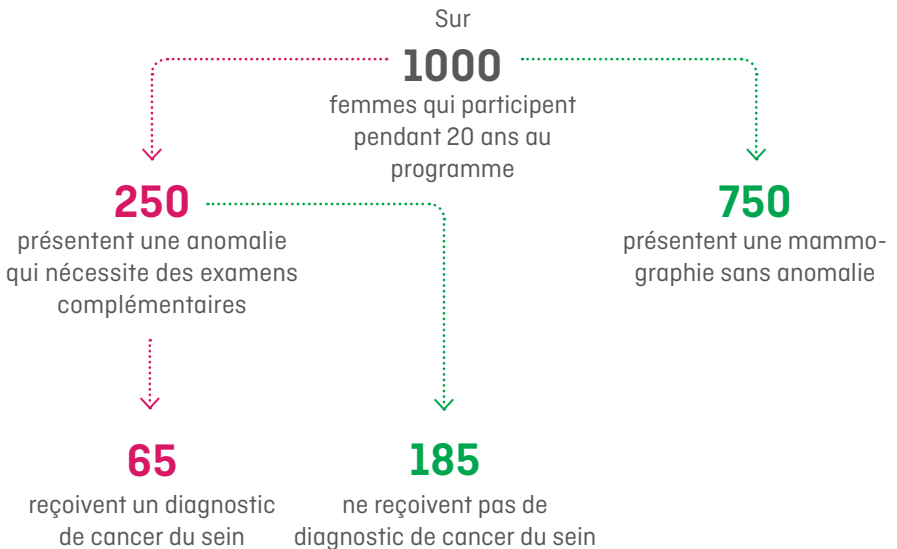 Sur
1000
femmes qui participent
pendant 20 ans au
programme
250
présentent une anomalie
qui nécessite des examens
complémentaires
750
présentent une mammo-
graphie sans anomalie
65
reçoivent un diagnostic
de cancer du sein
185
ne reçoivent pas de
diagnostic de cancer du sein